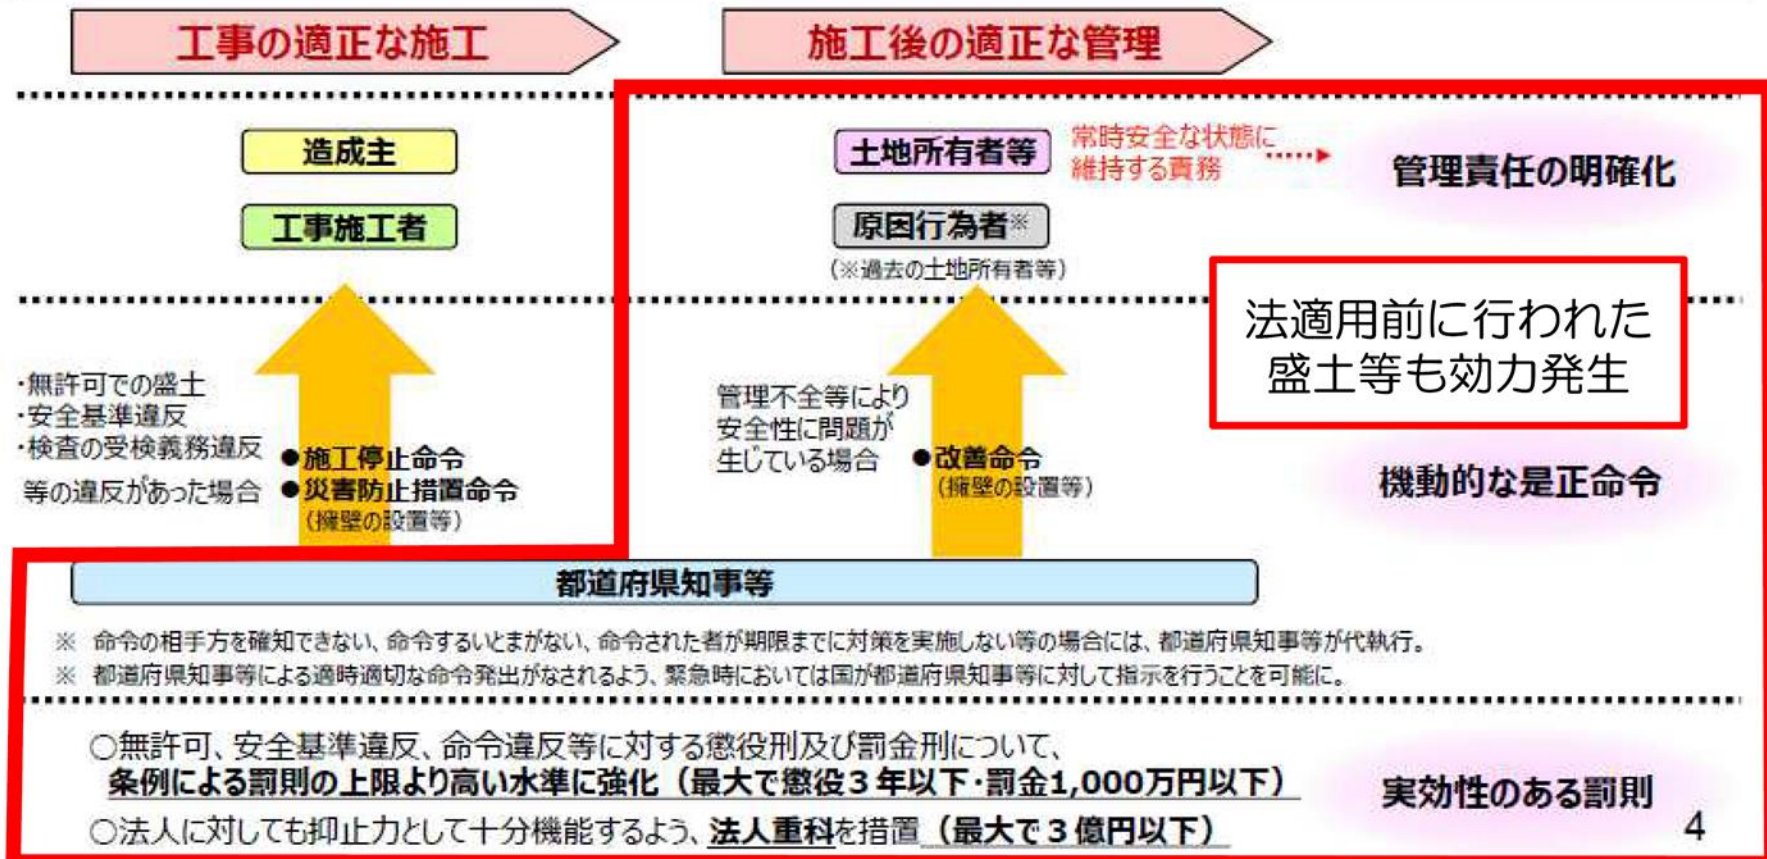 工事の適正な施工
施工後の適正な管理
造成主
工事施工者
土地所有者等
常時安全な状態に
維持する責務
管理責任の明確化
原因行為者※
（※過去の土地所有者等）
法適用前に行われた
盛土等も効力発生
・無許可での盛土
・安全基準違反
・検査の受検義務違反
等の違反があった場合
●施工停止命令
●災害防止措置命令
（擁壁の設置等）
管理不全等により
安全性に問題が
生じている場合
●改善命令
（擁壁の設置等）
機動的な是正命令
都道府県知事等
※ 命令の相手方を確知できない、命令するいとまがない、命令された者が期限までに対策を実施しない等の場合には、都道府県知事等が代執行。
※ 都道府県知事等による適時適切な命令発出がなされるよう、緊急時においては国が都道府県知事等に対して指示を行うことを可能に。
○無許可、安全基準違反、命令違反等に対する懲役刑及び罰金刑について、
条例による罰則の上限より高い水準に強化（最大で懲役３年以下・罰金1,000万円以下）
○法人に対しても抑止力として十分機能するよう、法人重科を措置（最大で３億円以下）
実効性のある罰則
4